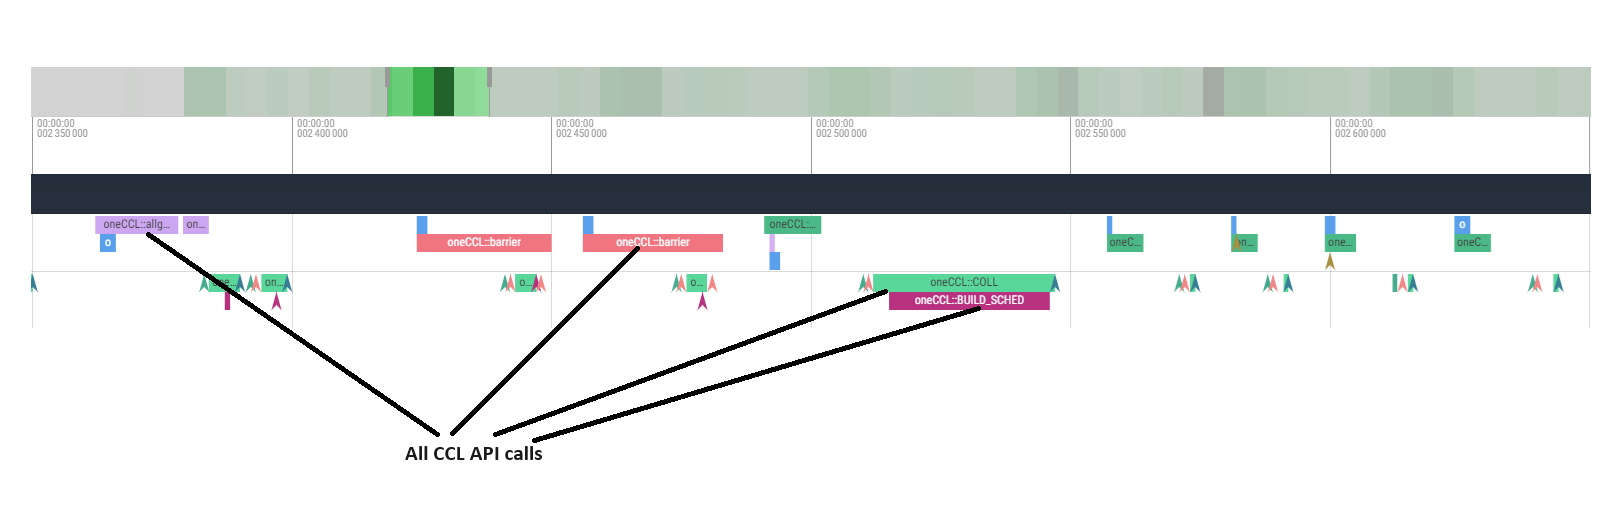 00:00:00 00:00:00 00:00:00 00:00:00 00:00:00 00:00:00
002 350 000 002 400 000 002 450 000 002 500 000 002 550 000 002 600 000
oneCCL::allg... on... oneCCL:... o
o oneCCL::barrier oneCCL::barrier oneC... on... one... oneC...
one... on... o... o... oneCCL::COLL
oneCCL::BUILD_SCHED
All CCL API calls